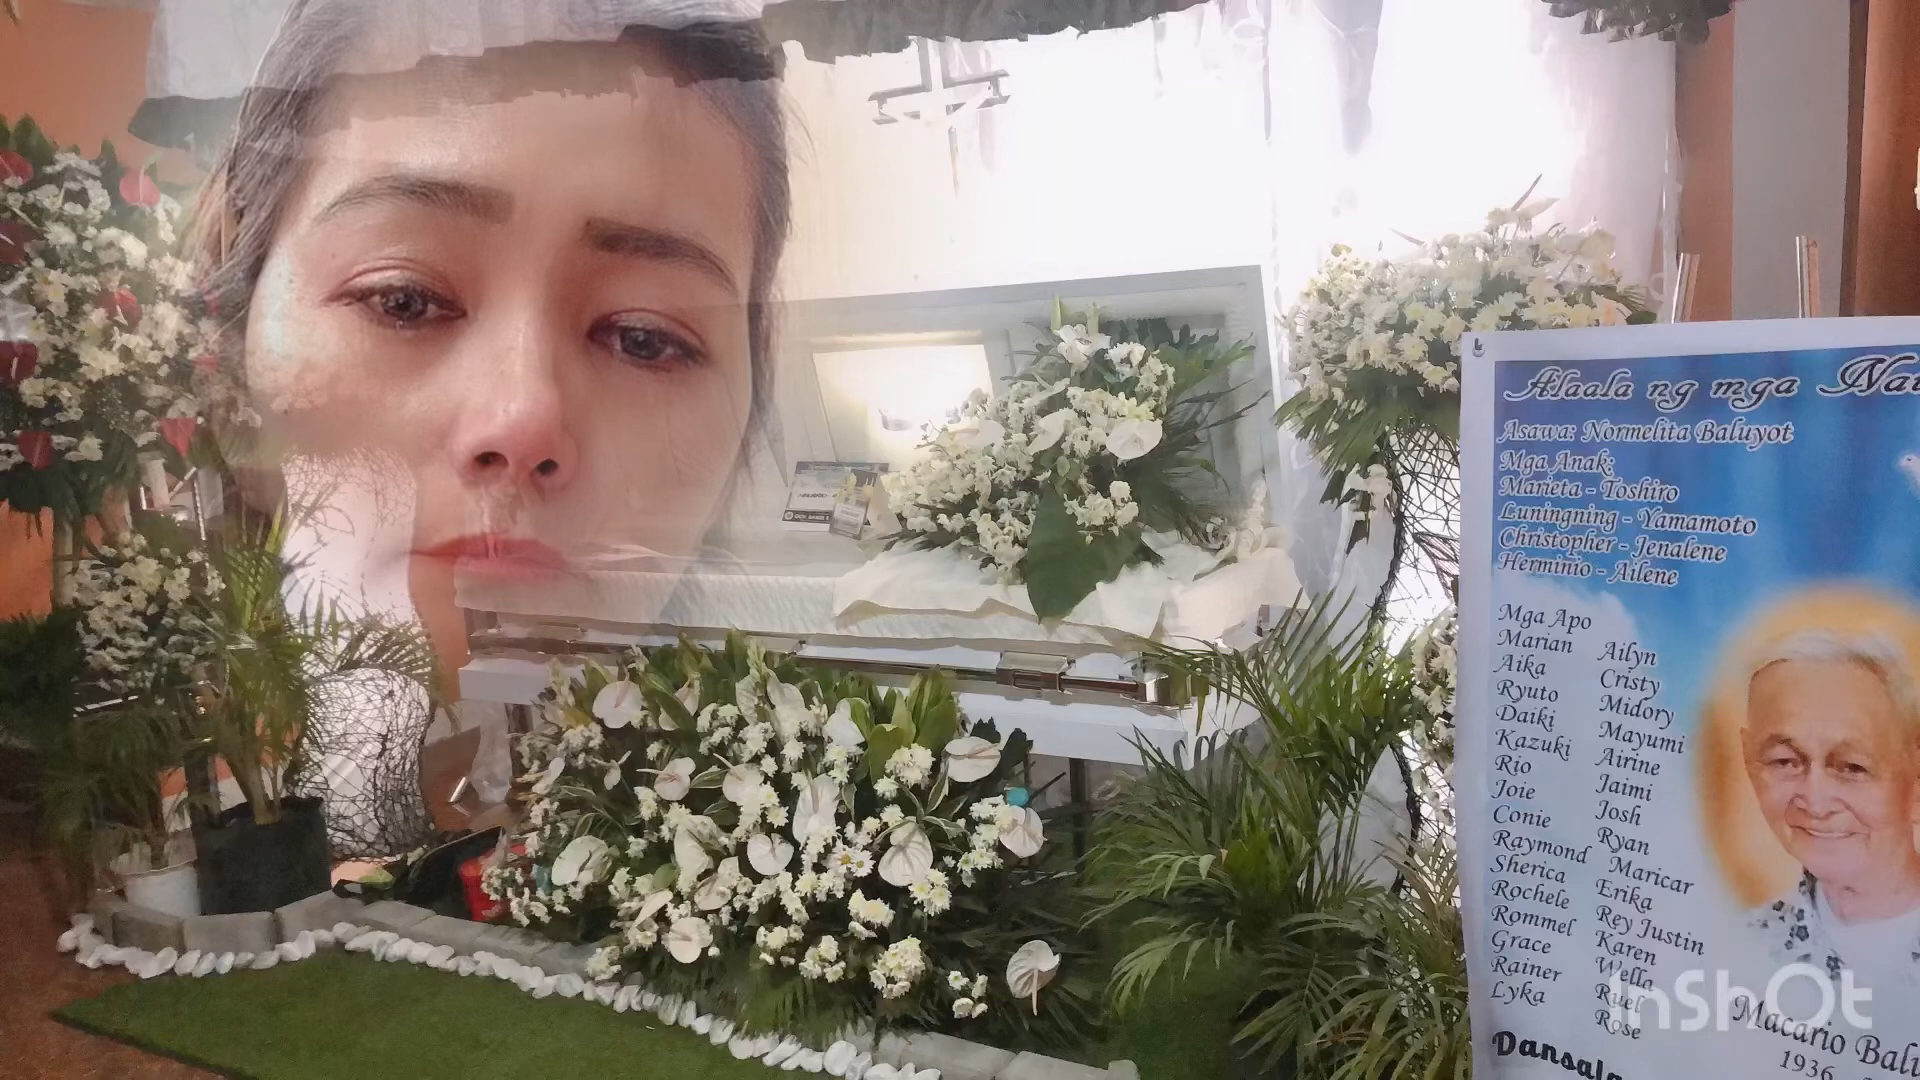 Alaala ng mga
Asawa: Normelita Baluyot
Mga Anak:
Marieta - Toshiro
Luningning - Yamamoto
Christopher - Jenalene
Herminio - Ailene
Mga Apo
Marian
Aika
Ryuto
Daiki
Kazuki
Rio
Joie
Conie
Raymond
Sherica
Rochele
Rommel
Grace
Rainer
Lyka
Ailyn
Cristy
Midory
Mayumi
Airine
Jaimi
Josh
Ryan
Maricar
Erika
Rey Justin
Karen
Wella
Ruel
Rose
Macario
1936
InShOt